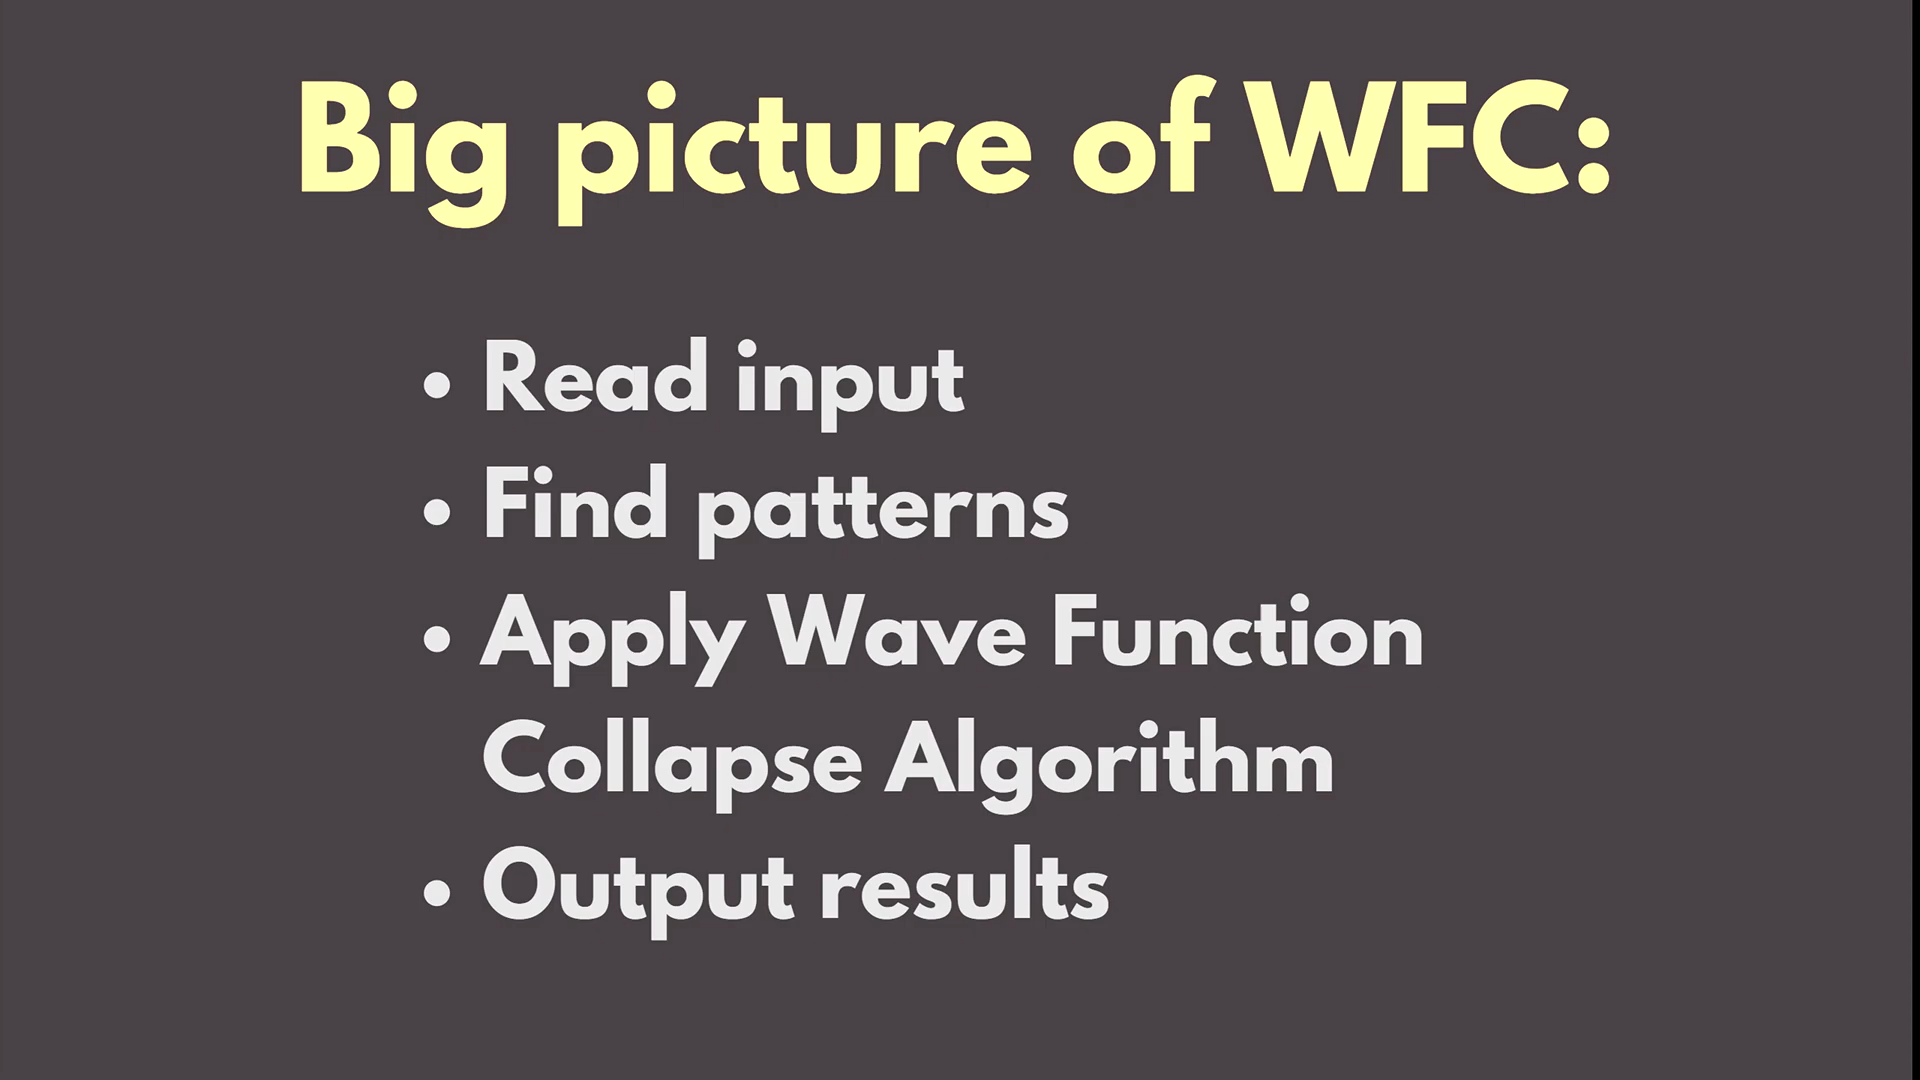 Big picture of WFC:
• Read input
• Find patterns
• Apply Wave Function
Collapse Algorithm
• Output results